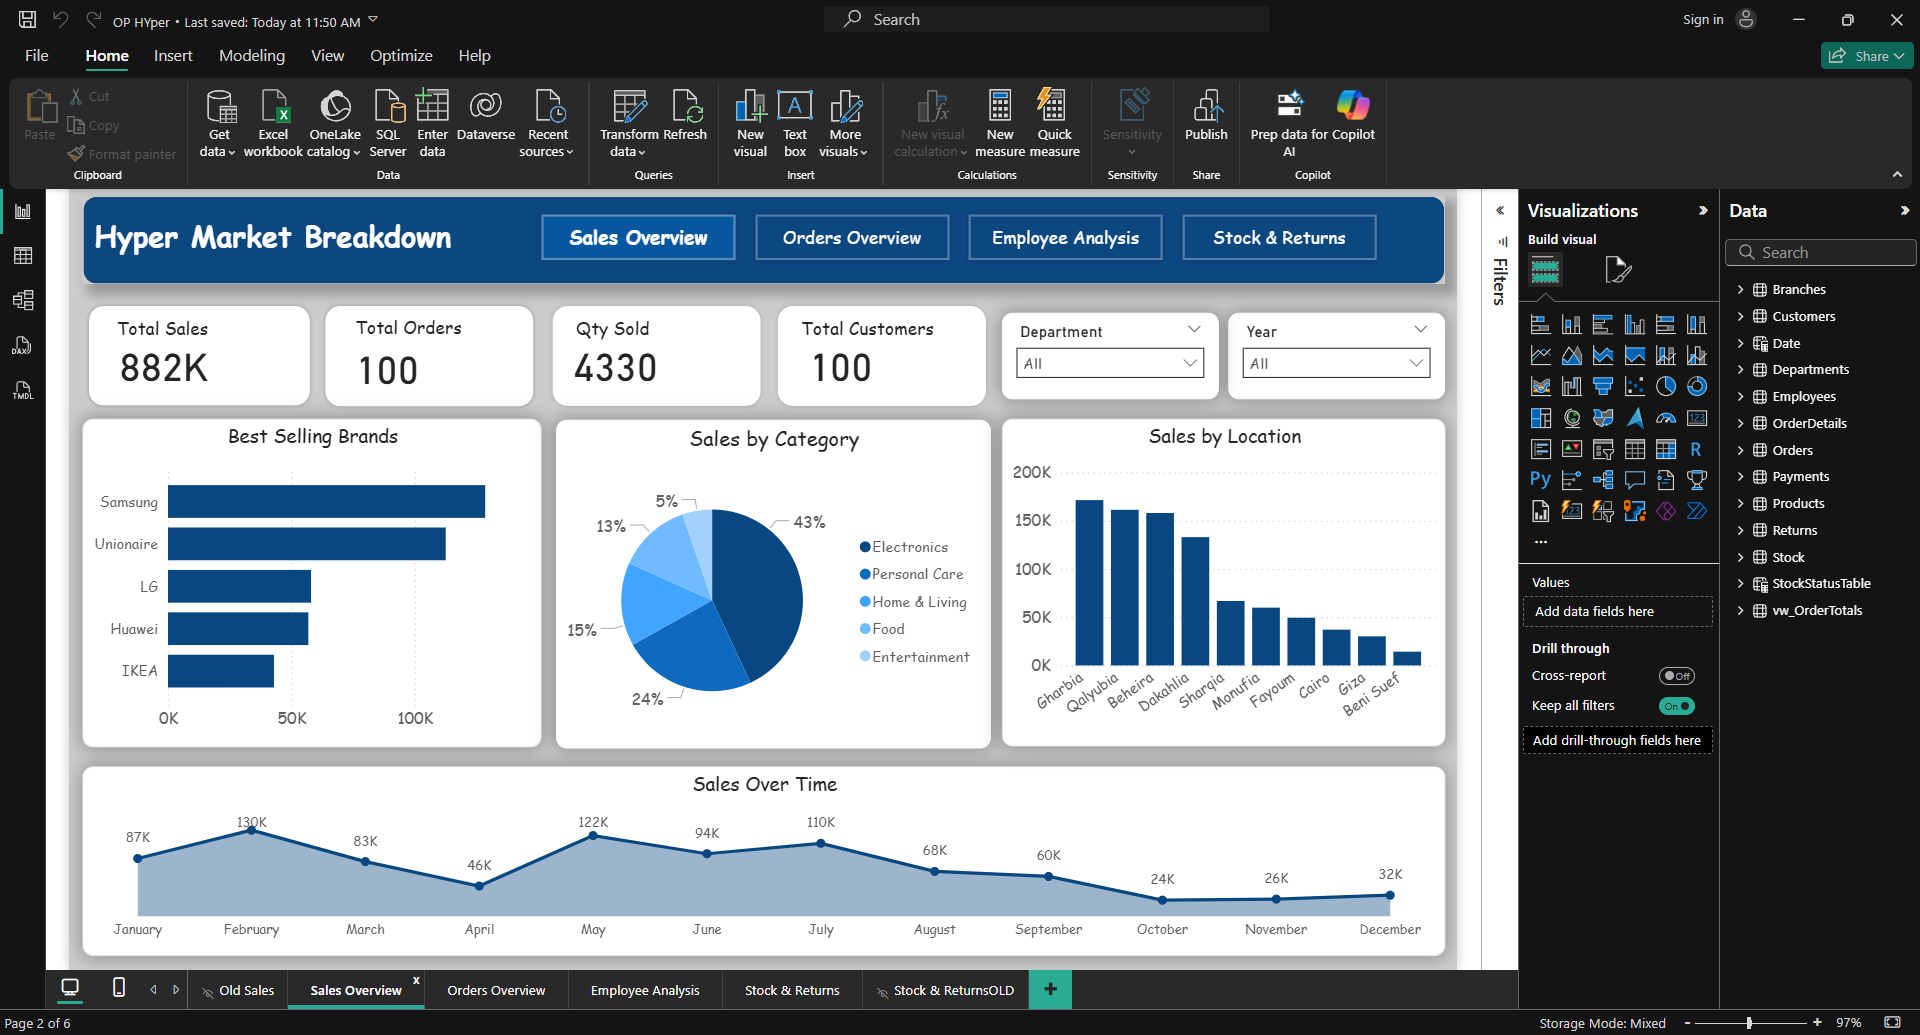 OP HYper • Last saved: Today at 11:50 AM
Search
Sign in
File
Home
Insert
Modeling
View
Optimize
Help
Share
Paste
Cut
Copy
Format painter
Clipboard
Get data
Excel workbook
OneLake catalog
SQL Server
Enter data
Dataverse
Recent sources
Data
Transform data
Refresh
Queries
New visual
Text box
More visuals
Insert
New visual calculation
New measure
Quick measure
Calculations
Sensitivity
Sensitivity
Publish
Share
Prep data for AI
Copilot
Copilot
DAX
TMDL
Hyper Market Breakdown
Sales Overview
Orders Overview
Employee Analysis
Stock & Returns
Total Sales
882K
Total Orders
100
Qty Sold
4330
Total Customers
100
Department
All
Year
All
Best Selling Brands
Samsung
Unionaire
LG
Huawei
IKEA
0K
50K
100K
Sales by Category
5%
13%
43%
15%
24%
Electronics
Personal Care
Home & Living
Food
Entertainment
Sales by Location
200K
150K
100K
50K
0K
Gharbia
Qalyubia
Beheira
Dakahlia
Sharqia
Monufia
Fayoum
Cairo
Giza
Beni Suef
Sales Over Time
87K
130K
83K
46K
122K
94K
110K
68K
60K
24K
26K
32K
January
February
March
April
May
June
July
August
September
October
November
December
Filters
Visualizations
Build visual
123
R
Py
123
...
Values
Add data fields here
Drill through
Cross-report
Off
Keep all filters
On
Add drill-through fields here
Data
Search
Branches
Customers
Date
Departments
Employees
OrderDetails
Orders
Payments
Products
Returns
Stock
StockStatusTable
vw_OrderTotals
Old Sales
Sales Overview
x
Orders Overview
Employee Analysis
Stock & Returns
Stock & ReturnsOLD
+
Page 2 of 6
Storage Mode: Mixed
-
+
97%